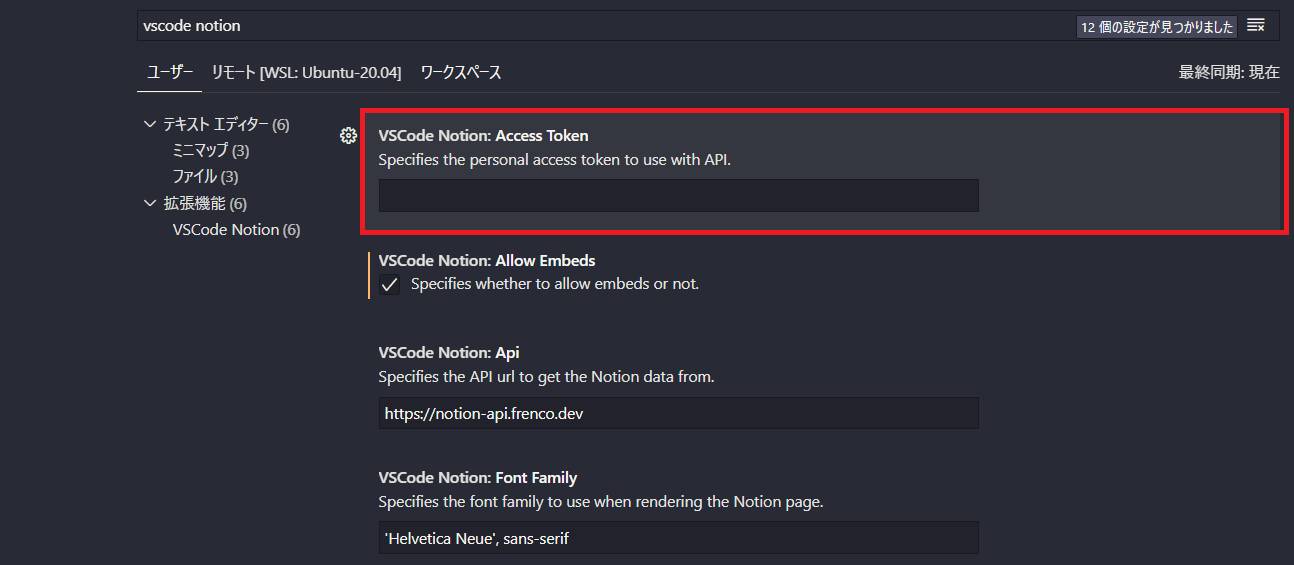 vscode notion
12 個の設定が見つかりました
ユーザー リモート [WSL: Ubuntu-20.04] ワークスペース
最終同期: 現在
テキスト エディター (6)
ミニマップ (3)
ファイル (3)
拡張機能 (6)
VSCode Notion (6)
VSCode Notion: Access Token
Specifies the personal access token to use with API.
VSCode Notion: Allow Embeds
Specifies whether to allow embeds or not.
VSCode Notion: Api
Specifies the API url to get the Notion data from.
https://notion-api.frenco.dev
VSCode Notion: Font Family
Specifies the font family to use when rendering the Notion page.
'Helvetica Neue', sans-serif